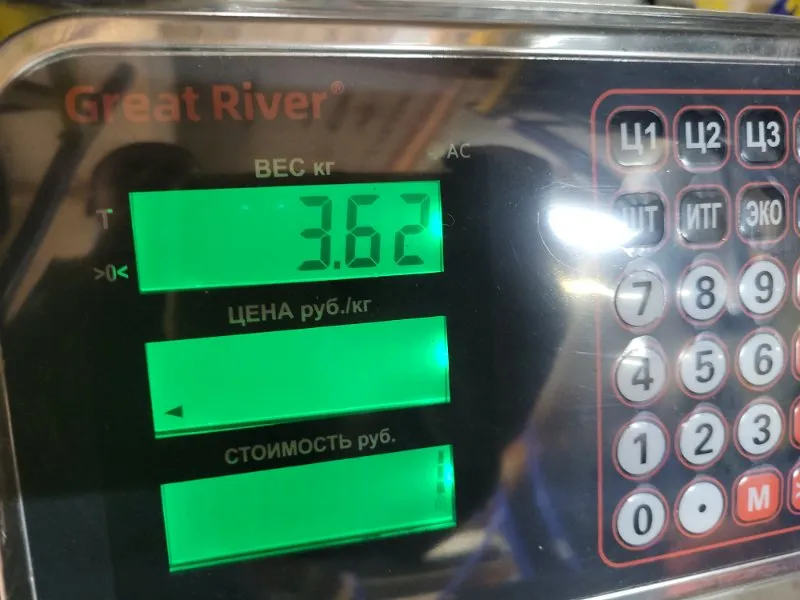 Great River®
AC
ВЕС кг
T
3.62
>0<
ЦЕНА руб./кг
СТОИМОСТЬ руб.
Ц1 Ц2 Ц3
ШТ ИТГ ЭКО
7 8 9
4 5 6
1 2 3
0 . M